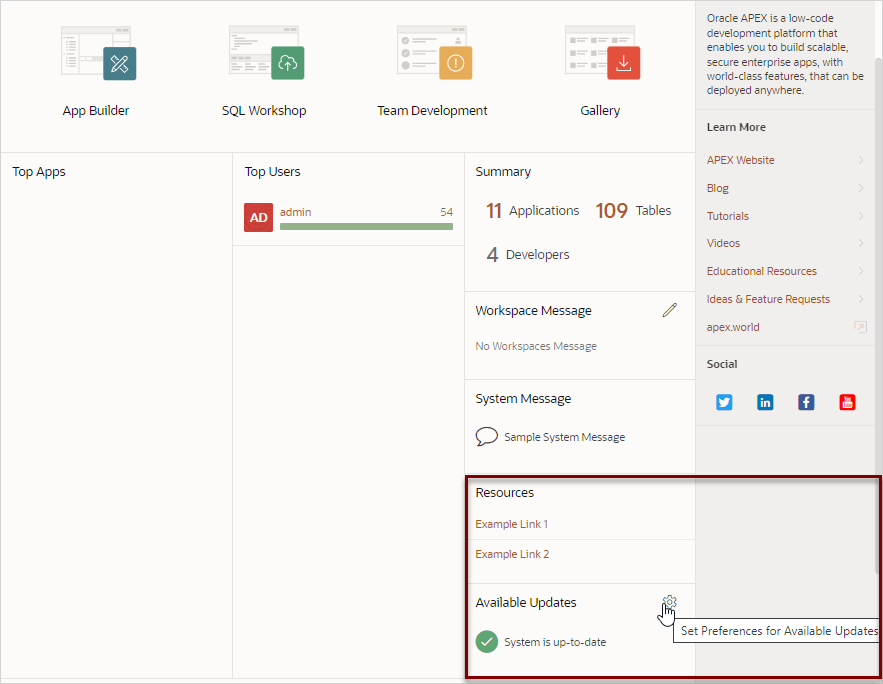 App Builder
SQL Workshop
Team Development
Gallery
Top Apps
Top Users
AD
admin
54
Summary
11 Applications
109 Tables
4 Developers
Workspace Message
No Workspaces Message
System Message
Sample System Message
Resources
Example Link 1
Example Link 2
Available Updates
System is up-to-date
Set Preferences for Available Updates
Oracle APEX is a low-code
development platform that
enables you to build scalable,
secure enterprise apps, with
world-class features, that can be
deployed anywhere.
Learn More
APEX Website
Blog
Tutorials
Videos
Educational Resources
Ideas & Feature Requests
apex.world
Social